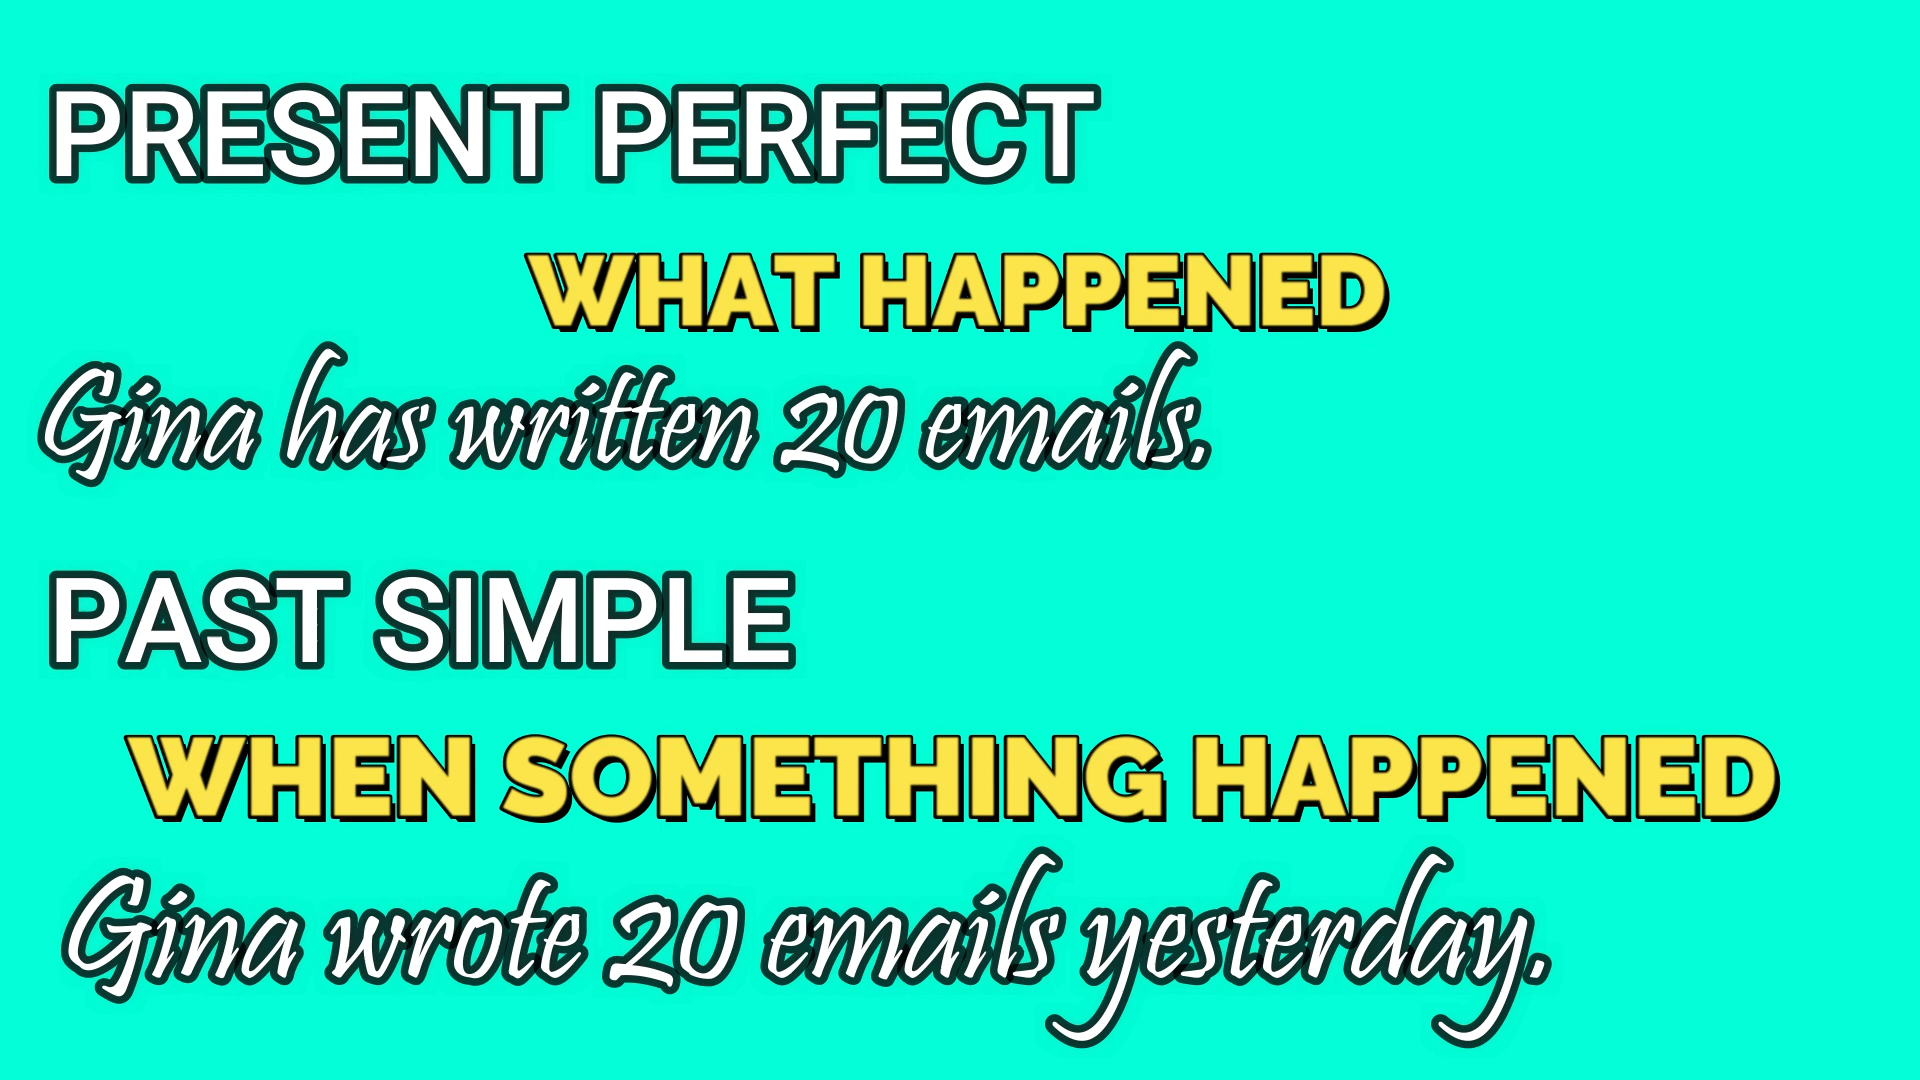 PRESENT PERFECT
WHAT HAPPENED
Gina has written 20 emails.
PAST SIMPLE
WHEN SOMETHING HAPPENED
Gina wrote 20 emails yesterday.